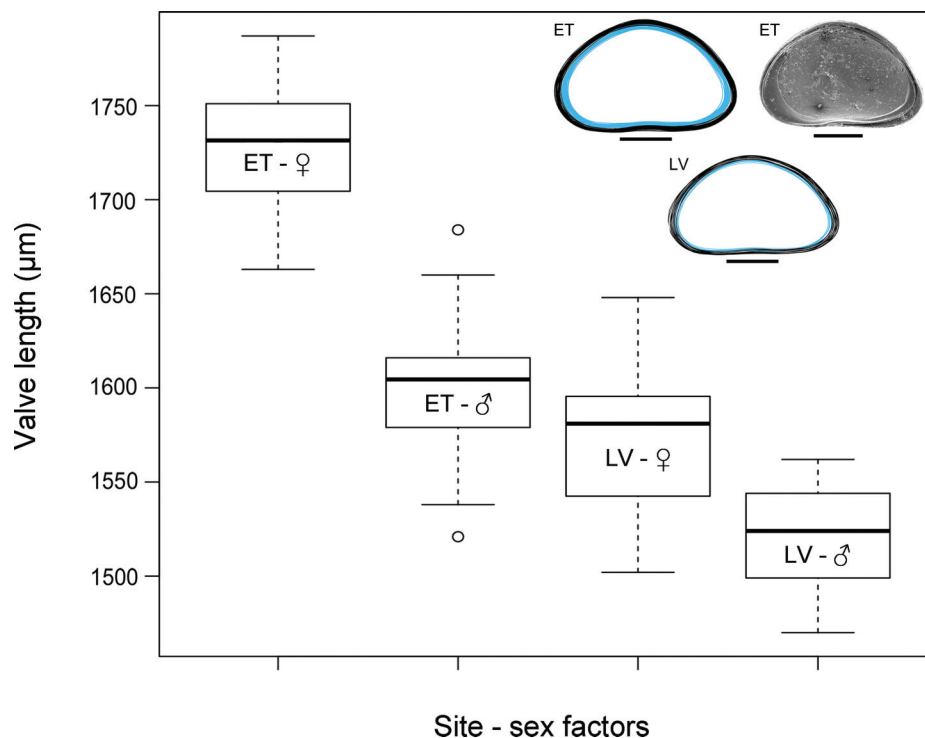 ET
ET
LV
1750
1700
1650
1600
1550
1500
Valve length (µm)
ET - ♀
ET - ♂
LV - ♀
LV - ♂
Site - sex factors